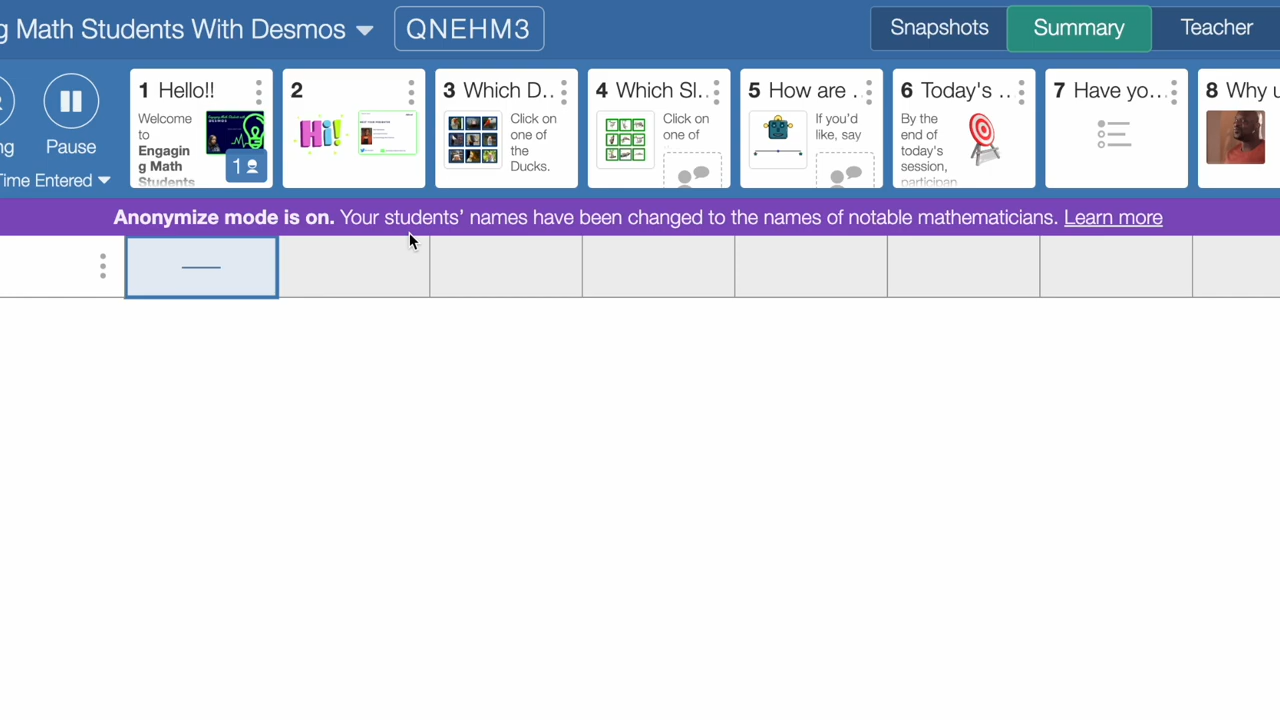 g Math Students With Desmos
QNEHM3
Snapshots
Summary
Teacher
ng
Pause
Time Entered
1 Hello!!
Welcome
to
Engagin
g Math
Students
1
2
Hi!
3 Which D..
Click on
one of
the
Ducks.
4 Which Sl..
Click on
one of
5 How are ..
If you'd
like, say
6 Today's ..
By the
end of
today's
session,
participan
7 Have yo...
8 Why u
Anonymize mode is on. Your students' names have been changed to the names of notable mathematicians. Learn more